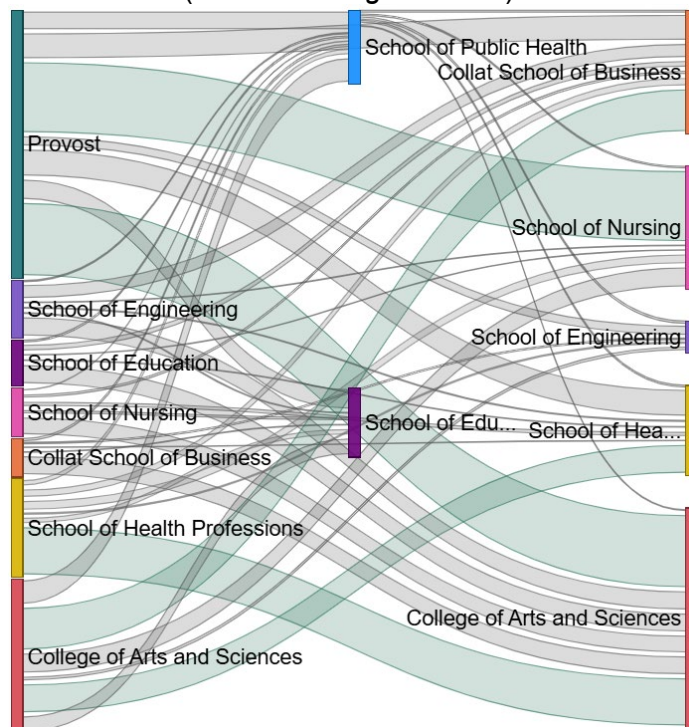 School of Public Health
Collat School of Business
Provost
School of Nursing
School of Engineering
School of Engineering
School of Education
School of Nursing
School of Edu...
School of Hea...
Collat School of Business
School of Health Professions
College of Arts and Sciences
College of Arts and Sciences